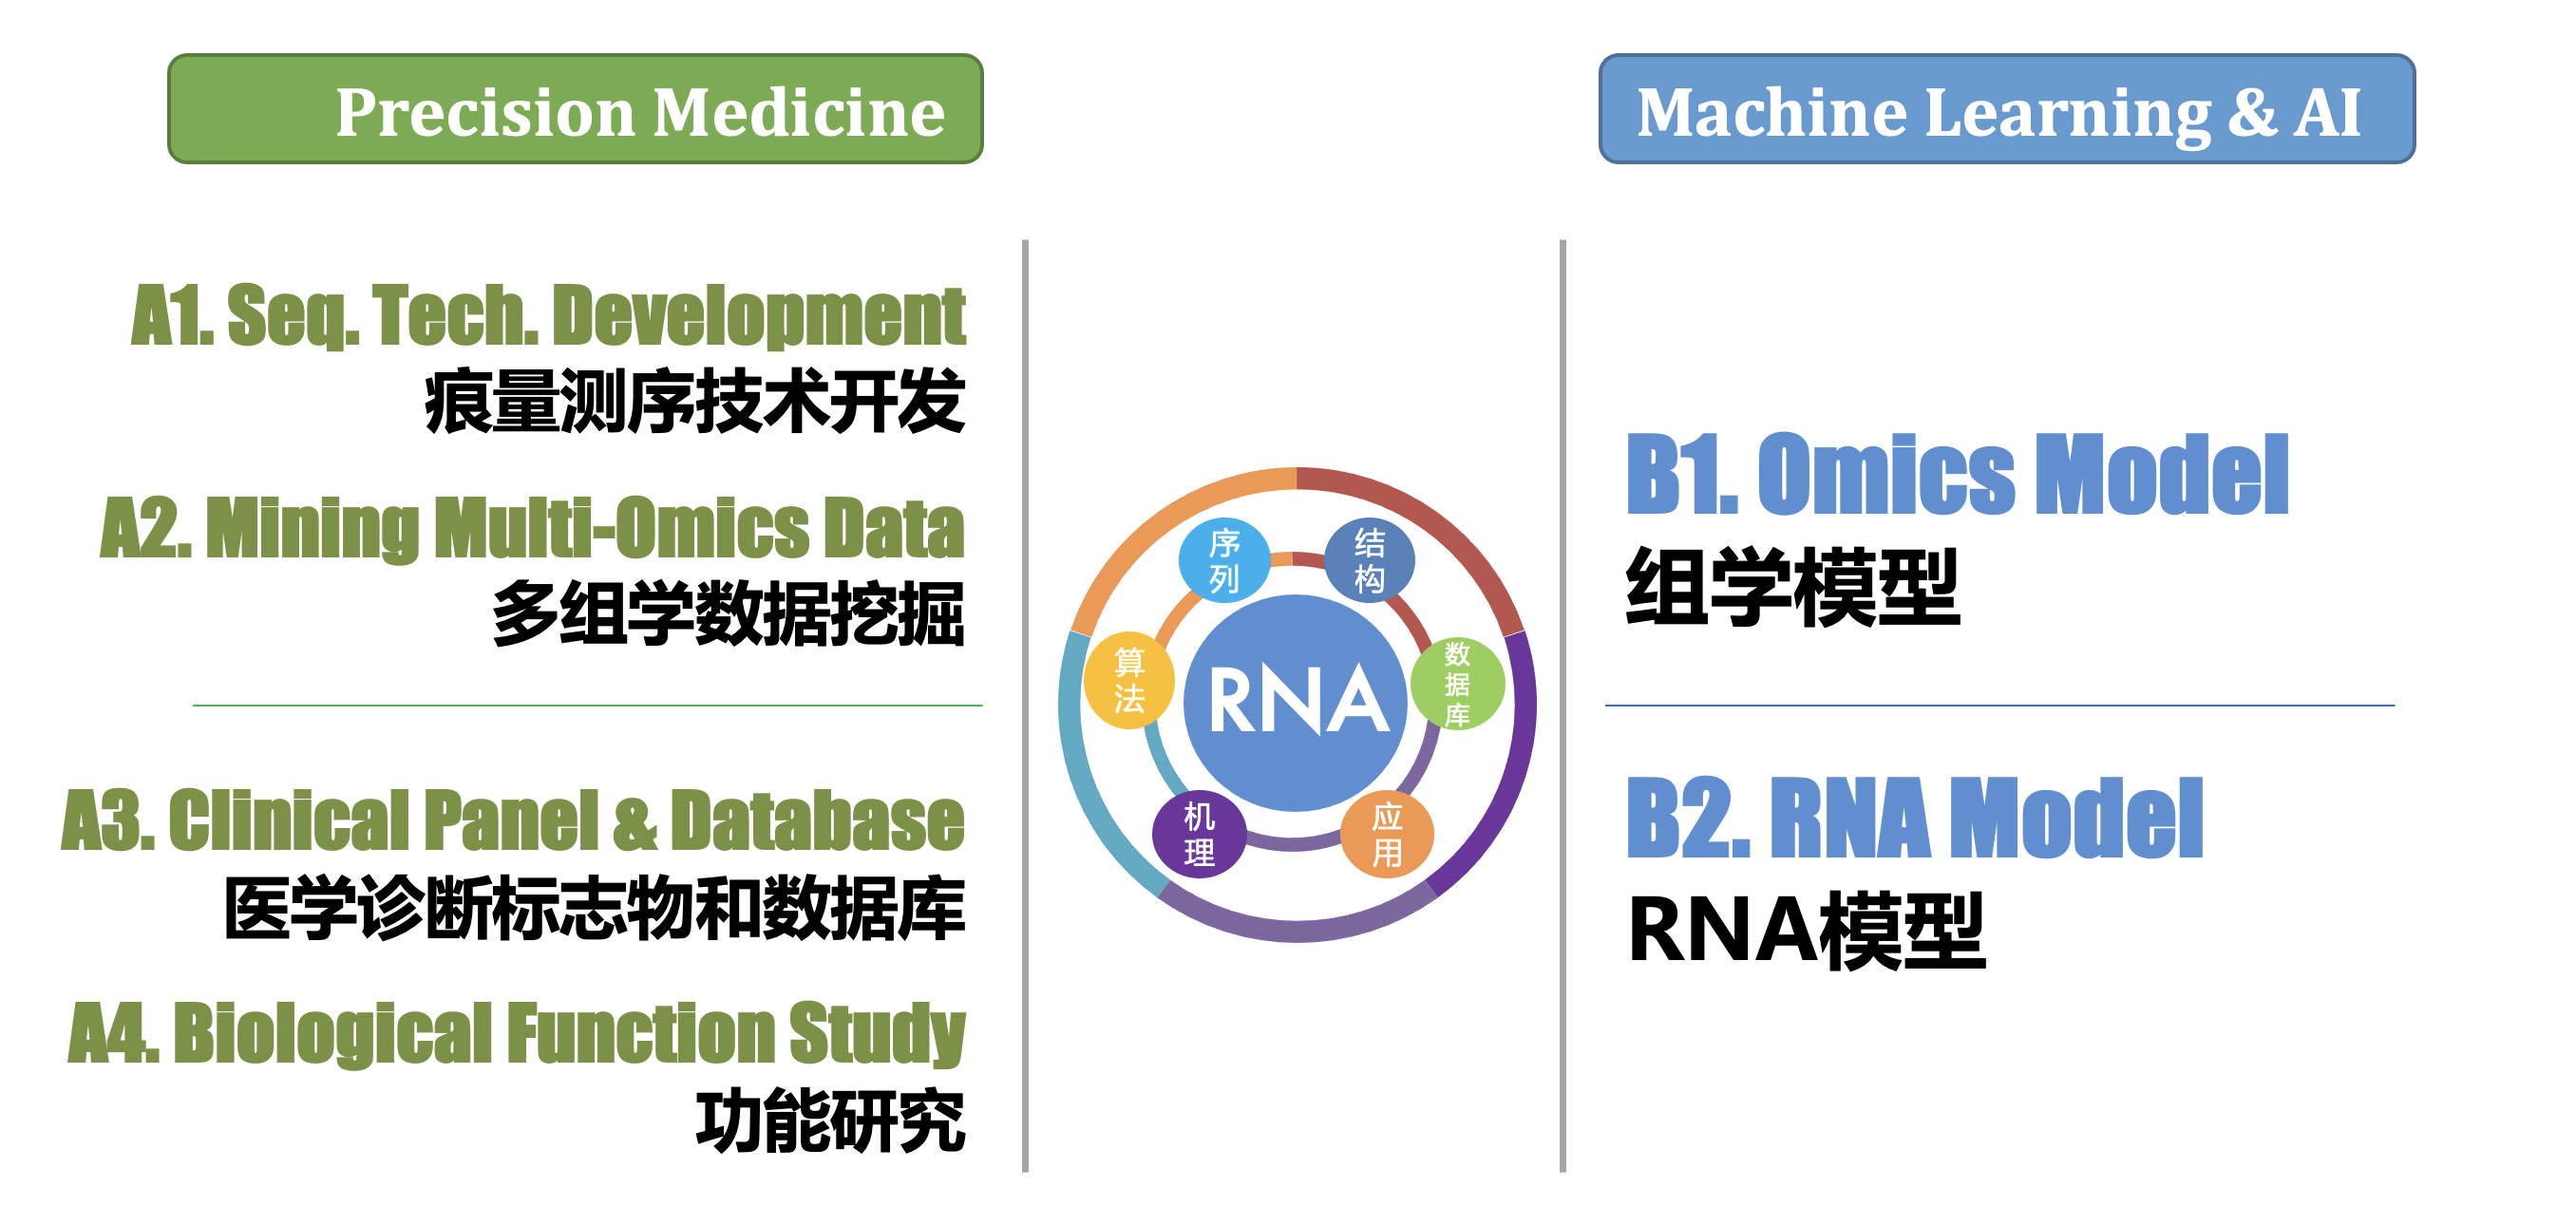 Precision Medicine
A1. Seq. Tech. Development
痕量测序技术开发
A2. Mining Multi-Omics Data
多组学数据挖掘
A3. Clinical Panel & Database
医学诊断标志物和数据库
A4. Biological Function Study
功能研究
序
列
结
构
算
法
RNA
数
据
库
机
理
应
用
Machine Learning & AI
B1. Omics Model
组学模型
B2. RNA Model
RNA模型